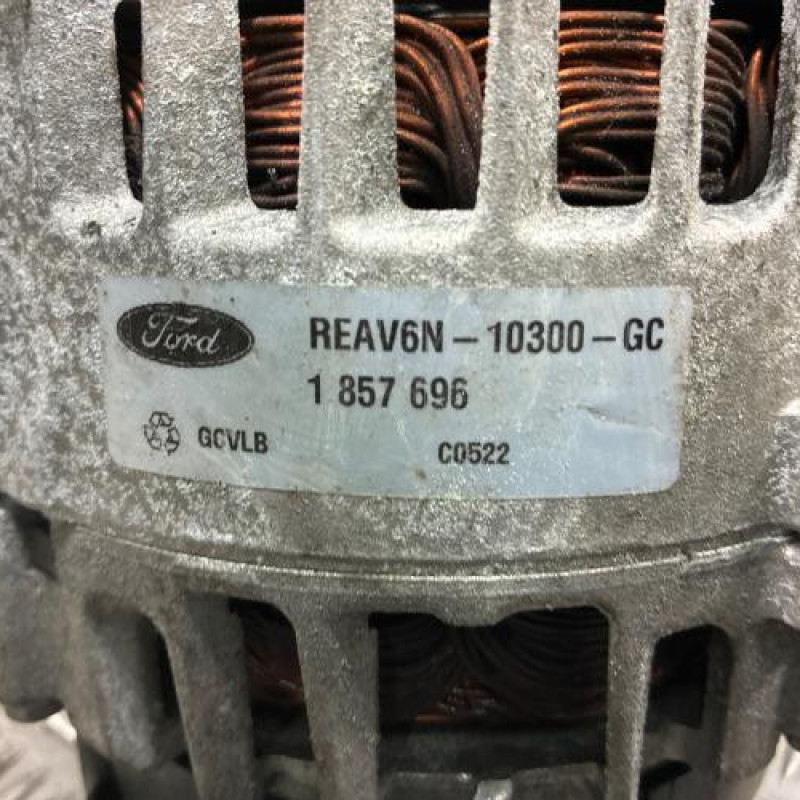 Ford
REAV6N-10300-GC
1 857 696
GCVLB
C0522